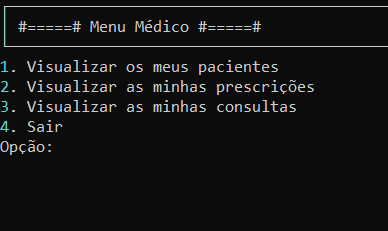 #=====# Menu Médico #=====#
1. Visualizar os meus pacientes
2. Visualizar as minhas prescrições
3. Visualizar as minhas consultas
4. Sair
Opção: